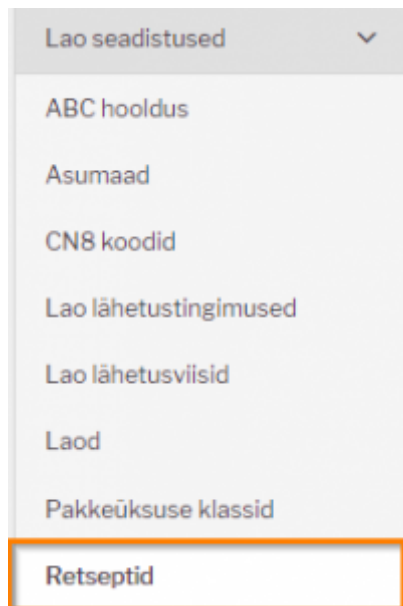 Lao seadistused
ABC hooldus
Asumaad
CN8 koodid
Lao lähetustingimused
Lao lähetusviisid
Laod
Pakkeüksuse klassid
Retseptid